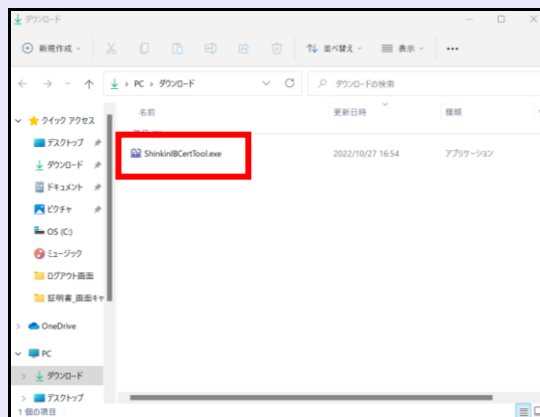 ダウンロード
新規作成
並べ替え
表示
PC > ダウンロード
ダウンロードの検索
名前
更新日時
種類
クイック アクセス
デスクトップ
ShinkinIBCertTool.exe
2022/10/27 16:54
アプリケーション
ダウンロード
ドキュメント
ピクチャ
OS (C:)
ミュージック
ログアウト画面
証明書_画面キャ
OneDrive
PC
ダウンロード
デスクトップ
1 個の項目